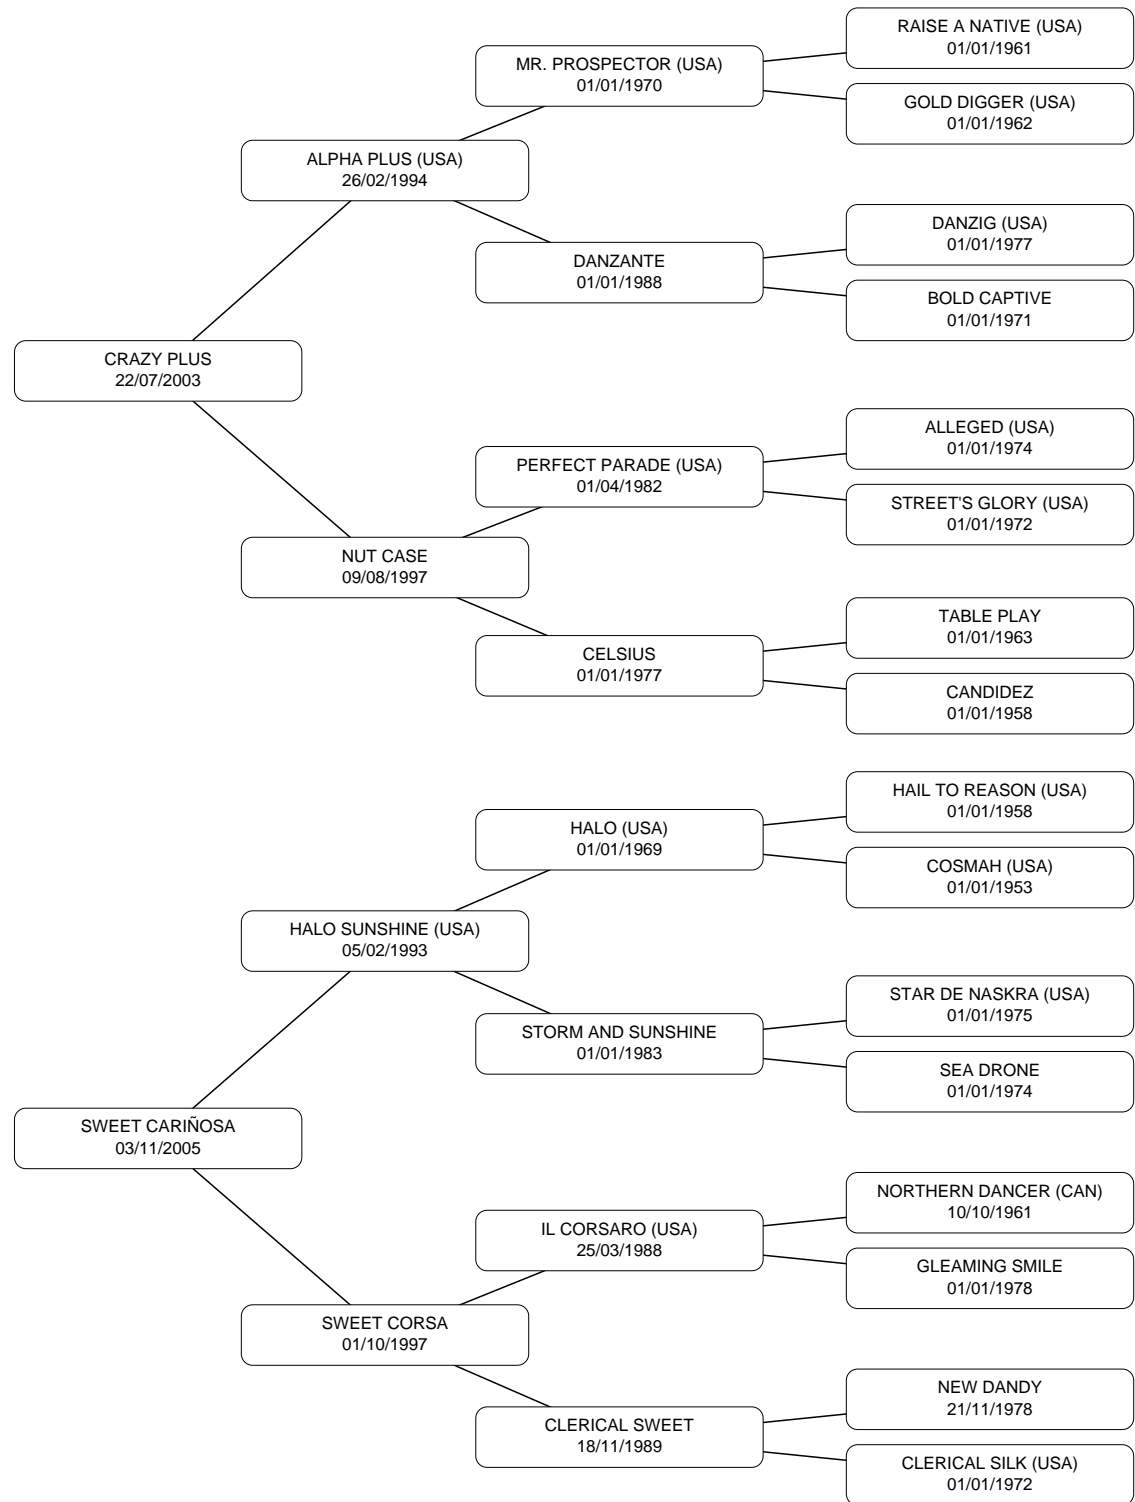 RAISE A NATIVE (USA)
01/01/1961
MR. PROSPECTOR (USA)
01/01/1970
GOLD DIGGER (USA)
01/01/1962
ALPHA PLUS (USA)
26/02/1994
DANZIG (USA)
01/01/1977
DANZANTE
01/01/1988
BOLD CAPTIVE
01/01/1971
CRAZY PLUS
22/07/2003
ALLEGED (USA)
01/01/1974
PERFECT PARADE (USA)
01/04/1982
STREET'S GLORY (USA)
01/01/1972
NUT CASE
09/08/1997
TABLE PLAY
01/01/1963
CELSIUS
01/01/1977
CANDIDEZ
01/01/1958
HAIL TO REASON (USA)
01/01/1958
HALO (USA)
01/01/1969
COSMAH (USA)
01/01/1953
HALO SUNSHINE (USA)
05/02/1993
STAR DE NASKRA (USA)
01/01/1975
STORM AND SUNSHINE
01/01/1983
SEA DRONE
01/01/1974
SWEET CARIÑOSA
03/11/2005
NORTHERN DANCER (CAN)
10/10/1961
IL CORSARO (USA)
25/03/1988
GLEAMING SMILE
01/01/1978
SWEET CORSA
01/10/1997
NEW DANDY
21/11/1978
CLERICAL SWEET
18/11/1989
CLERICAL SILK (USA)
01/01/1972